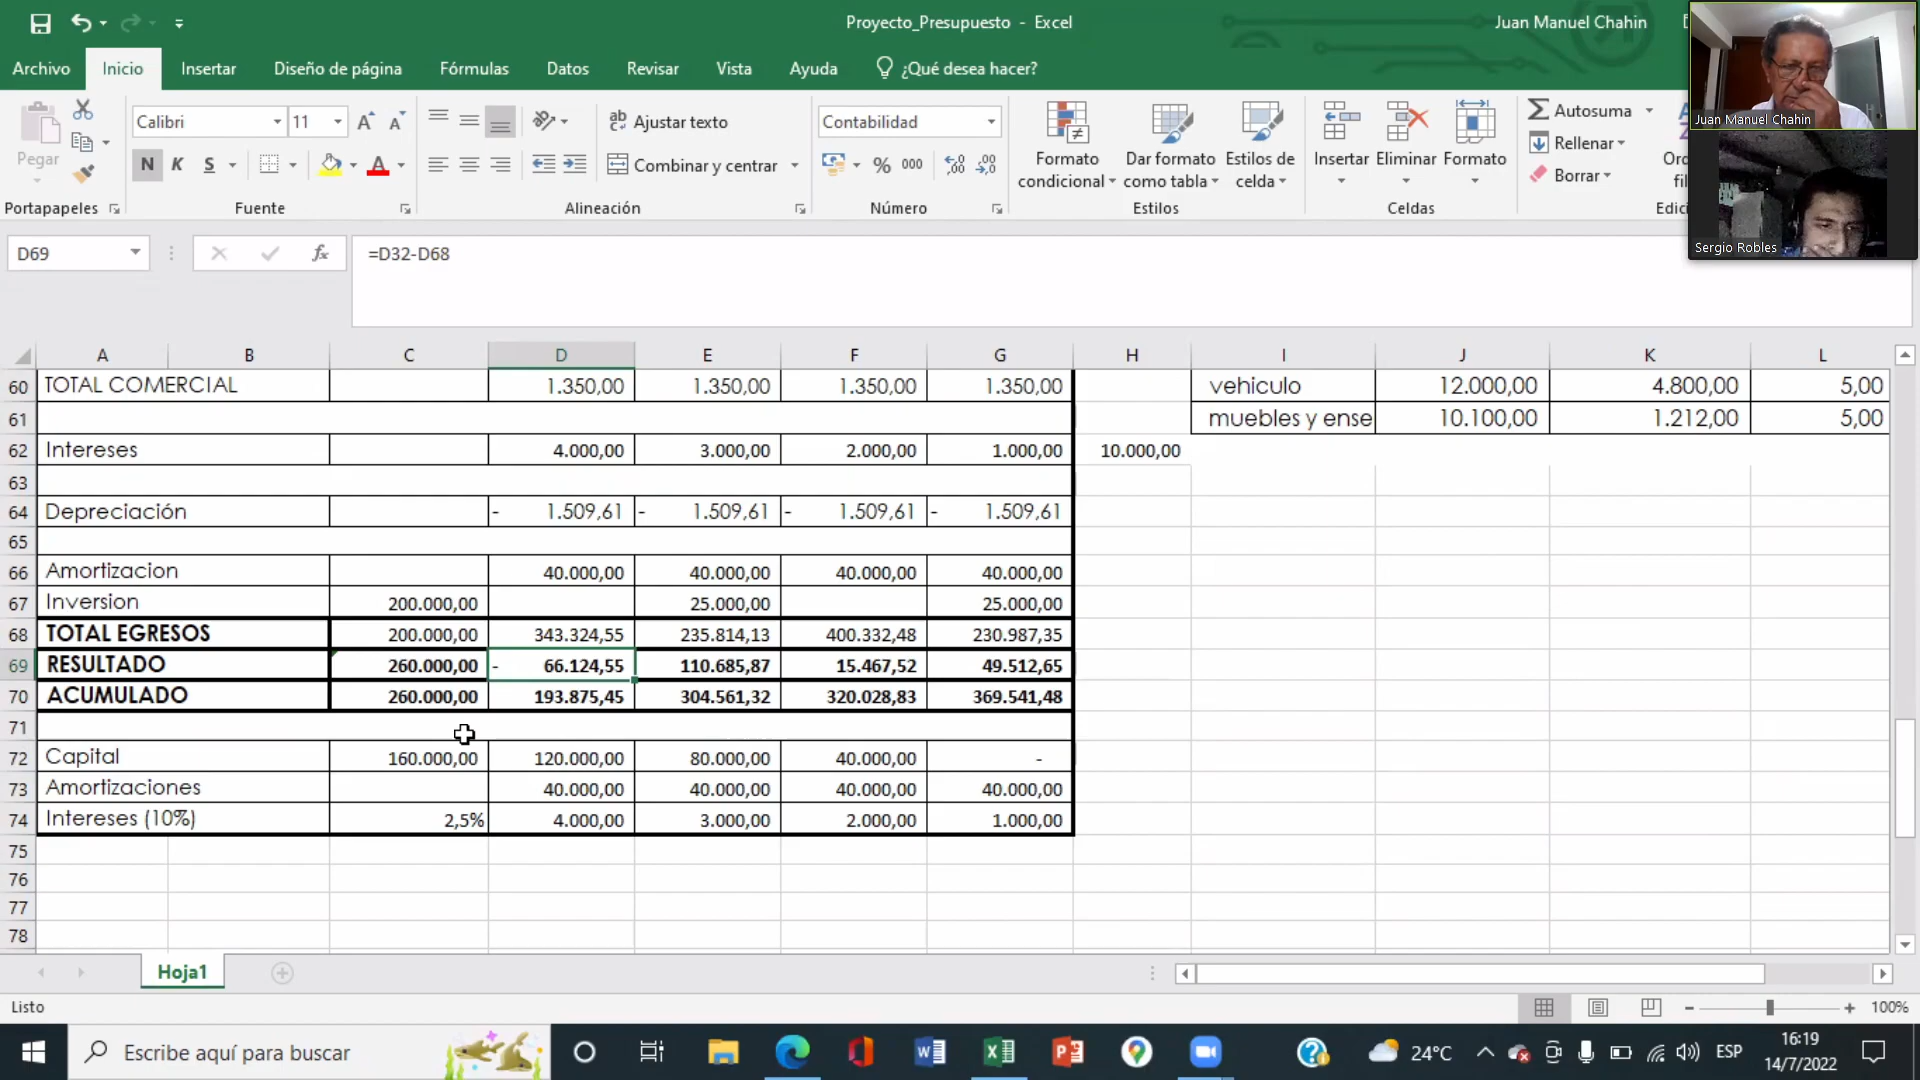 Proyecto_Presupuesto - Excel
Juan Manuel Chahin
Archivo Inicio Insertar Diseño de página Fórmulas Datos Revisar Vista Ayuda ¿Qué desea hacer?
Pegar
Calibri 11
N K S
Ajustar texto
Combinar y centrar
Contabilidad
% 000
Formato condicional
Dar formato como tabla
Estilos de celda
Insertar
Eliminar
Formato
Autosuma
Rellenar
Borrar
Portapapeles Fuente Alineación Número Estilos Celdas
Juan Manuel Chahin
Sergio Robles
D69 fx =D32-D68
A B C D E F G H I J K L
60 TOTAL COMERCIAL 1.350,00 1.350,00 1.350,00 1.350,00 vehiculo 12.000,00 4.800,00 5,00
61 muebles y ense 10.100,00 1.212,00 5,00
62 Intereses 4.000,00 3.000,00 2.000,00 1.000,00 10.000,00
63
64 Depreciación - 1.509,61 - 1.509,61 - 1.509,61 - 1.509,61
65
66 Amortizacion 40.000,00 40.000,00 40.000,00 40.000,00
67 Inversion 200.000,00 25.000,00 25.000,00
68 TOTAL EGRESOS 200.000,00 343.324,55 235.814,13 400.332,48 230.987,35
69 RESULTADO 260.000,00 - 66.124,55 110.685,87 15.467,52 49.512,65
70 ACUMULADO 260.000,00 193.875,45 304.561,32 320.028,83 369.541,48
71
72 Capital 160.000,00 120.000,00 80.000,00 40.000,00 -
73 Amortizaciones 40.000,00 40.000,00 40.000,00 40.000,00
74 Intereses (10%) 2,5% 4.000,00 3.000,00 2.000,00 1.000,00
75
76
77
78
Hoja1
Listo
100%
Escribe aquí para buscar
24°C
ESP
16:19
14/7/2022